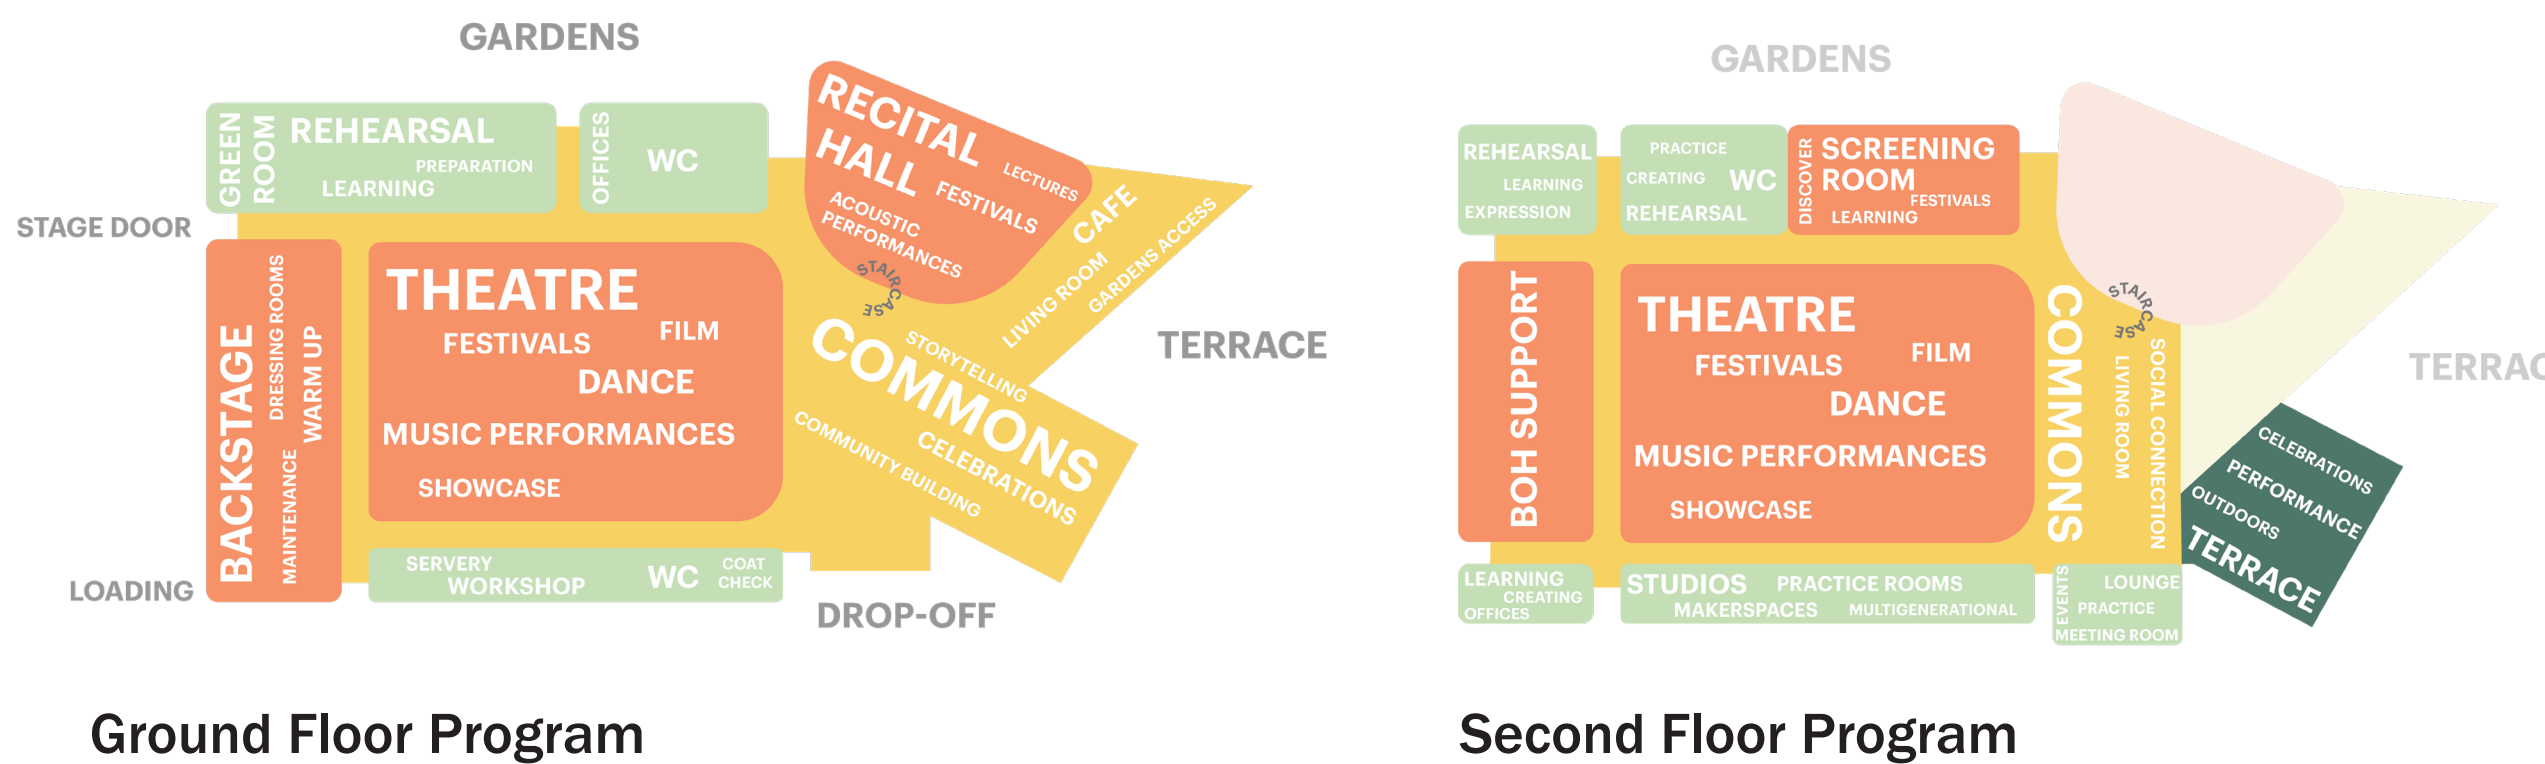 GARDENS
GREEN
ROOM
REHEARSAL
PREPARATION
LEARNING
OFFICES
WC
RECITAL
HALL
LECTURES
FESTIVALS
ACOUSTIC
PERFORMANCES
CAFE
LIVING ROOM
GARDENS ACCESS
STAIRCASE
STAGE DOOR
BACKSTAGE
DRESSING ROOMS
MAINTENANCE
WARM UP
THEATRE
FESTIVALS
FILM
DANCE
MUSIC PERFORMANCES
SHOWCASE
STORYTELLING
COMMONS
CELEBRATIONS
COMMUNITY BUILDING
TERRACE
LOADING
SERVERY
WORKSHOP
WC
COAT
CHECK
DROP-OFF
Ground Floor Program
GARDENS
REHEARSAL
LEARNING
EXPRESSION
PRACTICE
CREATING
WC
REHEARSAL
DISCOVER
SCREENING
ROOM
FESTIVALS
LEARNING
BOH SUPPORT
THEATRE
FESTIVALS
FILM
DANCE
MUSIC PERFORMANCES
SHOWCASE
COMMONS
STAIRCASE
LIVING ROOM
SOCIAL CONNECTION
TERRAC
CELEBRATIONS
PERFORMANCE
OUTDOORS
TERRACE
LEARNING
CREATING
OFFICES
STUDIOS
PRACTICE ROOMS
MAKERSPACES
MULTIGENERATIONAL
EVENTS
LOUNGE
PRACTICE
MEETING ROOM
Second Floor Program